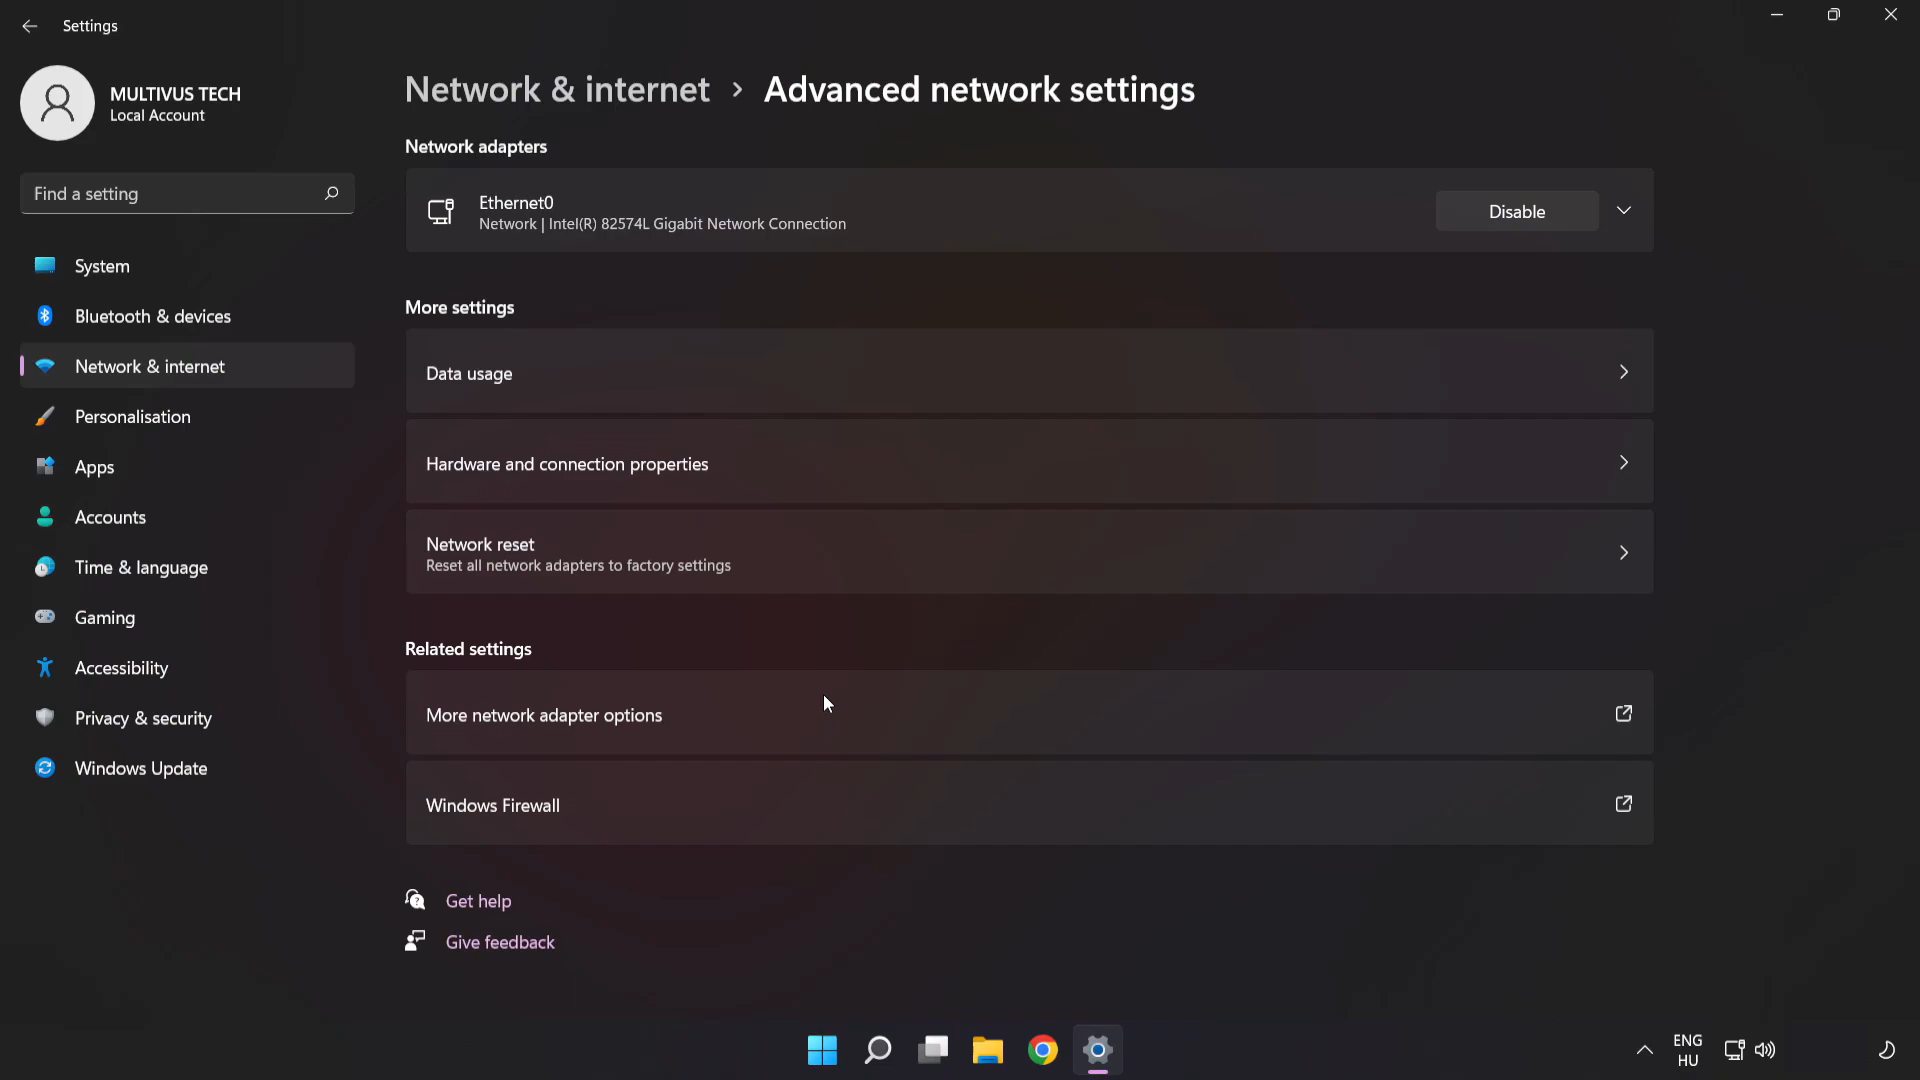 Settings
MULTIVUS TECH
Local Account
Find a setting
System
Bluetooth & devices
Network & internet
Personalisation
Apps
Accounts
Time & language
Gaming
Accessibility
Privacy & security
Windows Update
Network & internet > Advanced network settings
Network adapters
Ethernet0
Network | Intel(R) 82574L Gigabit Network Connection
Disable
More settings
Data usage
Hardware and connection properties
Network reset
Reset all network adapters to factory settings
Related settings
More network adapter options
Windows Firewall
Get help
Give feedback
ENG
HU